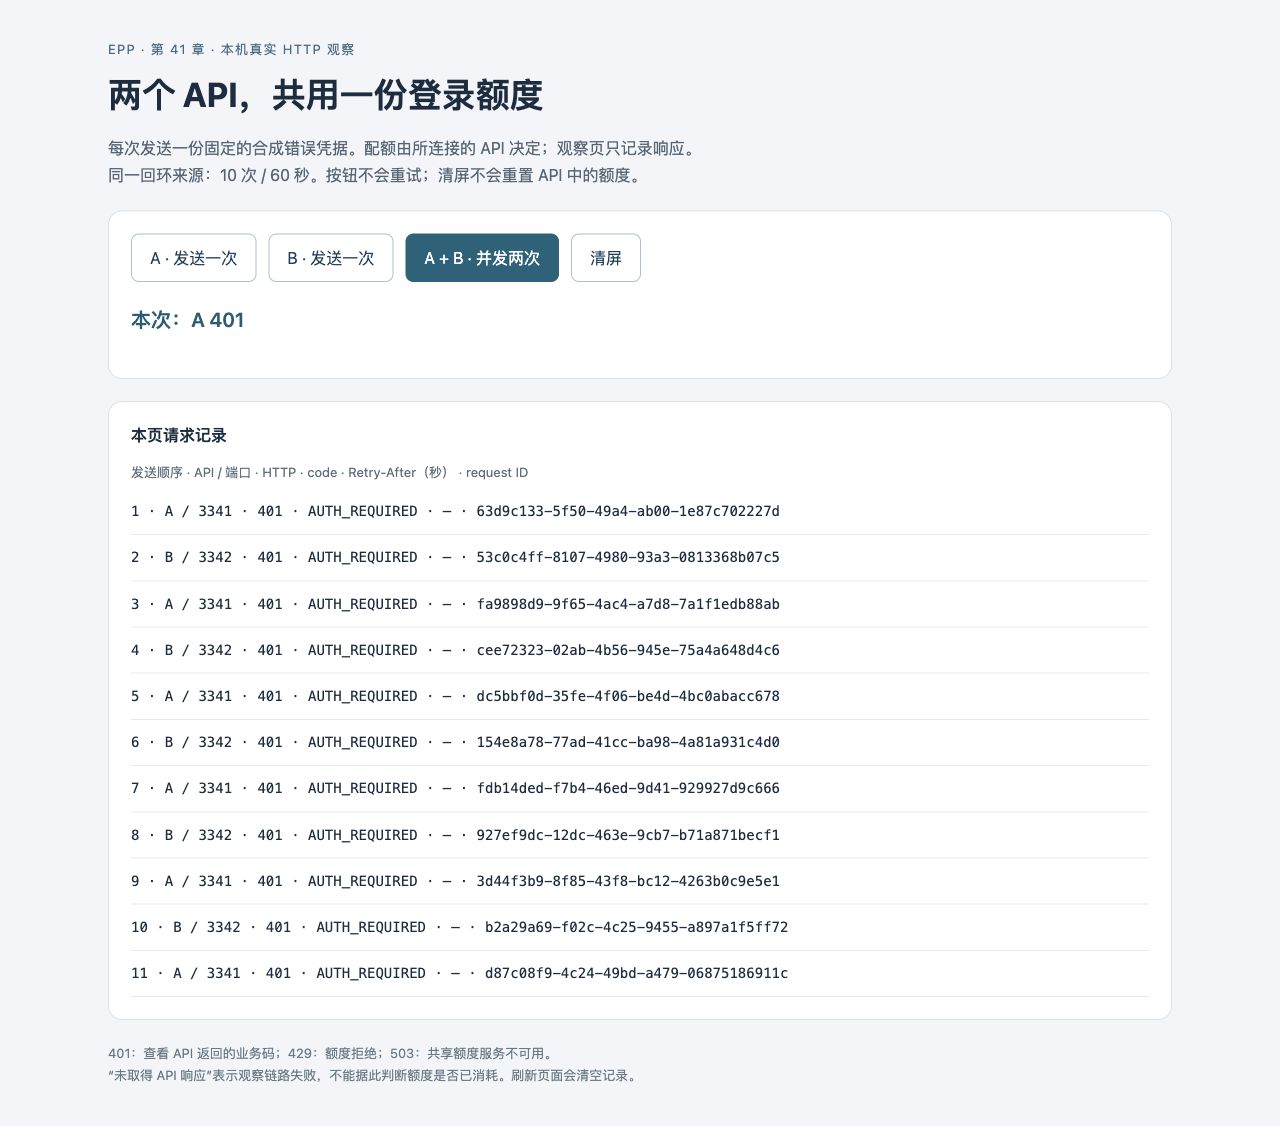 EPP · 第 41 章 · 本机真实 HTTP 观察
两个 API，共用一份登录额度
每次发送一份固定的合成错误凭据。配额由所连接的 API 决定；观察页只记录响应。
同一回环来源：10 次 / 60 秒。按钮不会重试；清屏不会重置 API 中的额度。
A · 发送一次
B · 发送一次
A + B · 并发两次
清屏
本次：A 401
本页请求记录
发送顺序 · API / 端口 · HTTP · code · Retry-After（秒） · request ID
1 · A / 3341 · 401 · AUTH_REQUIRED · — · 63d9c133-5f50-49a4-ab00-1e87c702227d
2 · B / 3342 · 401 · AUTH_REQUIRED · — · 53c0c4ff-8107-4980-93a3-0813368b07c5
3 · A / 3341 · 401 · AUTH_REQUIRED · — · fa9898d9-9f65-4ac4-a7d8-7a1f1edb88ab
4 · B / 3342 · 401 · AUTH_REQUIRED · — · cee72323-02ab-4b56-945e-75a4a648d4c6
5 · A / 3341 · 401 · AUTH_REQUIRED · — · dc5bbf0d-35fe-4f06-be4d-4bc0abacc678
6 · B / 3342 · 401 · AUTH_REQUIRED · — · 154e8a78-77ad-41cc-ba98-4a81a931c4d0
7 · A / 3341 · 401 · AUTH_REQUIRED · — · fdb14ded-f7b4-46ed-9d41-929927d9c666
8 · B / 3342 · 401 · AUTH_REQUIRED · — · 927ef9dc-12dc-463e-9cb7-b71a871becf1
9 · A / 3341 · 401 · AUTH_REQUIRED · — · 3d44f3b9-8f85-43f8-bc12-4263b0c9e5e1
10 · B / 3342 · 401 · AUTH_REQUIRED · — · b2a29a69-f02c-4c25-9455-a897a1f5ff72
11 · A / 3341 · 401 · AUTH_REQUIRED · — · d87c08f9-4c24-49bd-a479-06875186911c
401：查看 API 返回的业务码；429：额度拒绝；503：共享额度服务不可用。
“未取得 API 响应”表示观察链路失败，不能据此判断额度是否已消耗。刷新页面会清空记录。